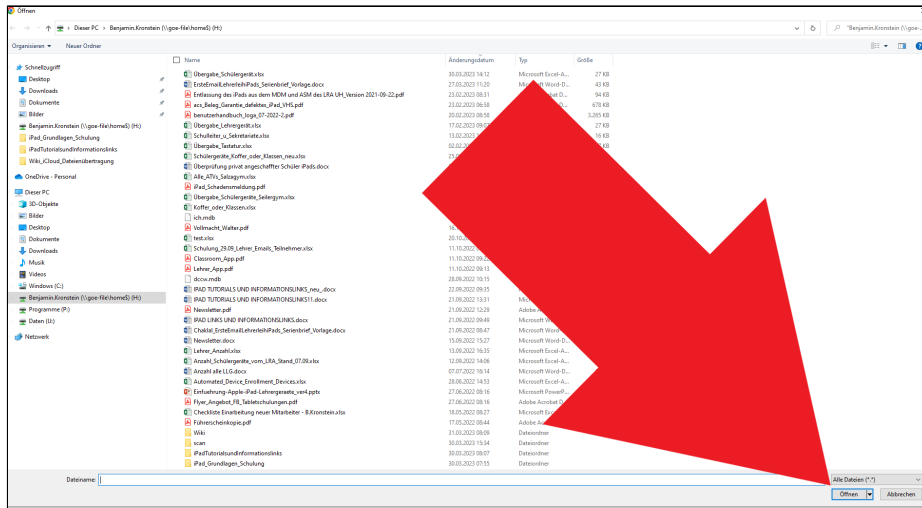 Öffnen
Dieser PC > Benjamin.Kronstein (\\goe-file\home$) (H:)
"Benjamin.Kronstein (\\goe-...
Organisieren Neuer Ordner
Name Änderungsdatum Typ Größe
Schnellzugriff
Desktop
Downloads
Dokumente
Bilder
Benjamin.Kronstein (\\goe-file\home$) (H:)
iPad_Grundlagen_Schulung
iPadTutorialsundInformationslinks
Wiki_iCloud_Dateienübertragung
OneDrive - Personal
Dieser PC
3D-Objekte
Bilder
Desktop
Dokumente
Downloads
Musik
Videos
Windows (C:)
Benjamin.Kronstein (\\goe-file\home$) (H:)
Programme (P:)
Daten (U:)
Netzwerk
Übergabe_Schülergerät.xlsx 30.03.2023 14:12 Microsoft Excel-A... 27 KB
ErsteEmailLehrerleihiPads_Serienbrief_Vorlage.docx 27.03.2023 11:20 Microsoft Word-D... 43 KB
Entlassung des iPads aus dem MDM und ASM des LRA UH_Version 2021-09-22.pdf 23.02.2023 08:31 94 KB
acs_Beleg_Garantie_defektes_iPad_VHS.pdf 23.02.2023 06:58 678 KB
benutzerhandbuch_loga_07-2022-2.pdf 20.02.2023 08:58 3.265 KB
Übergabe_Lehrergerät.xlsx 17.02.2023 27 KB
Schulleiter_u_Sekretariate.xlsx 16 KB
Übergabe_Tastatur.xlsx
Schülergeräte_Koffer_oder_Klassen_neu.xlsx
Überprüfung privat angeschaffter Schüler iPads.docx
Alle_ATVs_Salzagym.xlsx
iPad_Schadensmeldung.pdf
Übergabe_Schülergeräte_Seilergym.xlsx
Koffer_oder_Klassen.xlsx
ich.mdb
Vollmacht_Walter.pdf
test.xlsx
Schulung_29.09_Lehrer_Emails_Teilnehmer.xlsx 11.10.2022
Classroom_App.pdf 11.10.2022 09:22
Lehrer_App.pdf 11.10.2022 09:13
dccw.mdb 28.09.2022 10:15
IPAD TUTORIALS UND INFORMATIONSLINKS_neu_.docx 22.09.2022 09:35
IPAD TUTORIALS UND INFORMATIONSLINKS11.docx 21.09.2022 13:31
Newsletter.pdf 21.09.2022 12:29
IPAD LINKS UND INFORMATIONSLINKS.docx 21.09.2022 09:49 Microsoft
Chaklal_ErsteEmailLehrerleihiPads_Serienbrief_Vorlage.docx 21.09.2022 08:47 Microsoft Word
Newsletter.docx 15.09.2022 15:27 Microsoft Word-D...
Lehrer_Anzahl.xlsx 13.09.2022 16:35 Microsoft Excel-A...
Anzahl_Schülergeräte_vom_LRA_Stand_07.09.xlsx 12.09.2022 14:06 Microsoft Excel-A...
Anzahl alle LLG.docx 07.07.2022 16:14 Microsoft Word-D...
Automated_Device_Enrollment_Devices.xlsx 28.06.2022 14:53 Microsoft Excel-A...
Einfuehrung-Apple-iPad-Lehrergeraete_ver4.pptx 27.06.2022 08:16 Microsoft PowerP...
Flyer_Angebot_FB_Tabletschulungen.pdf 27.06.2022 08:16 Adobe Acrobat D...
Checkliste Einarbeitung neuer Mitarbeiter - B.Kronstein.xlsx 18.05.2022 08:27 Microsoft
Führerscheinkopie.pdf 17.05.2022 08:44 Adobe
Wiki 31.03.2023 08:09 Dateiordner
scan 30.03.2023 15:34 Dateiordner
iPadTutorialsundInformationslinks 30.03.2023 08:07 Dateiordner
iPad_Grundlagen_Schulung 30.03.2023 07:55 Dateiordner
Dateiname: Alle Dateien (*.*)
Öffnen Abbrechen